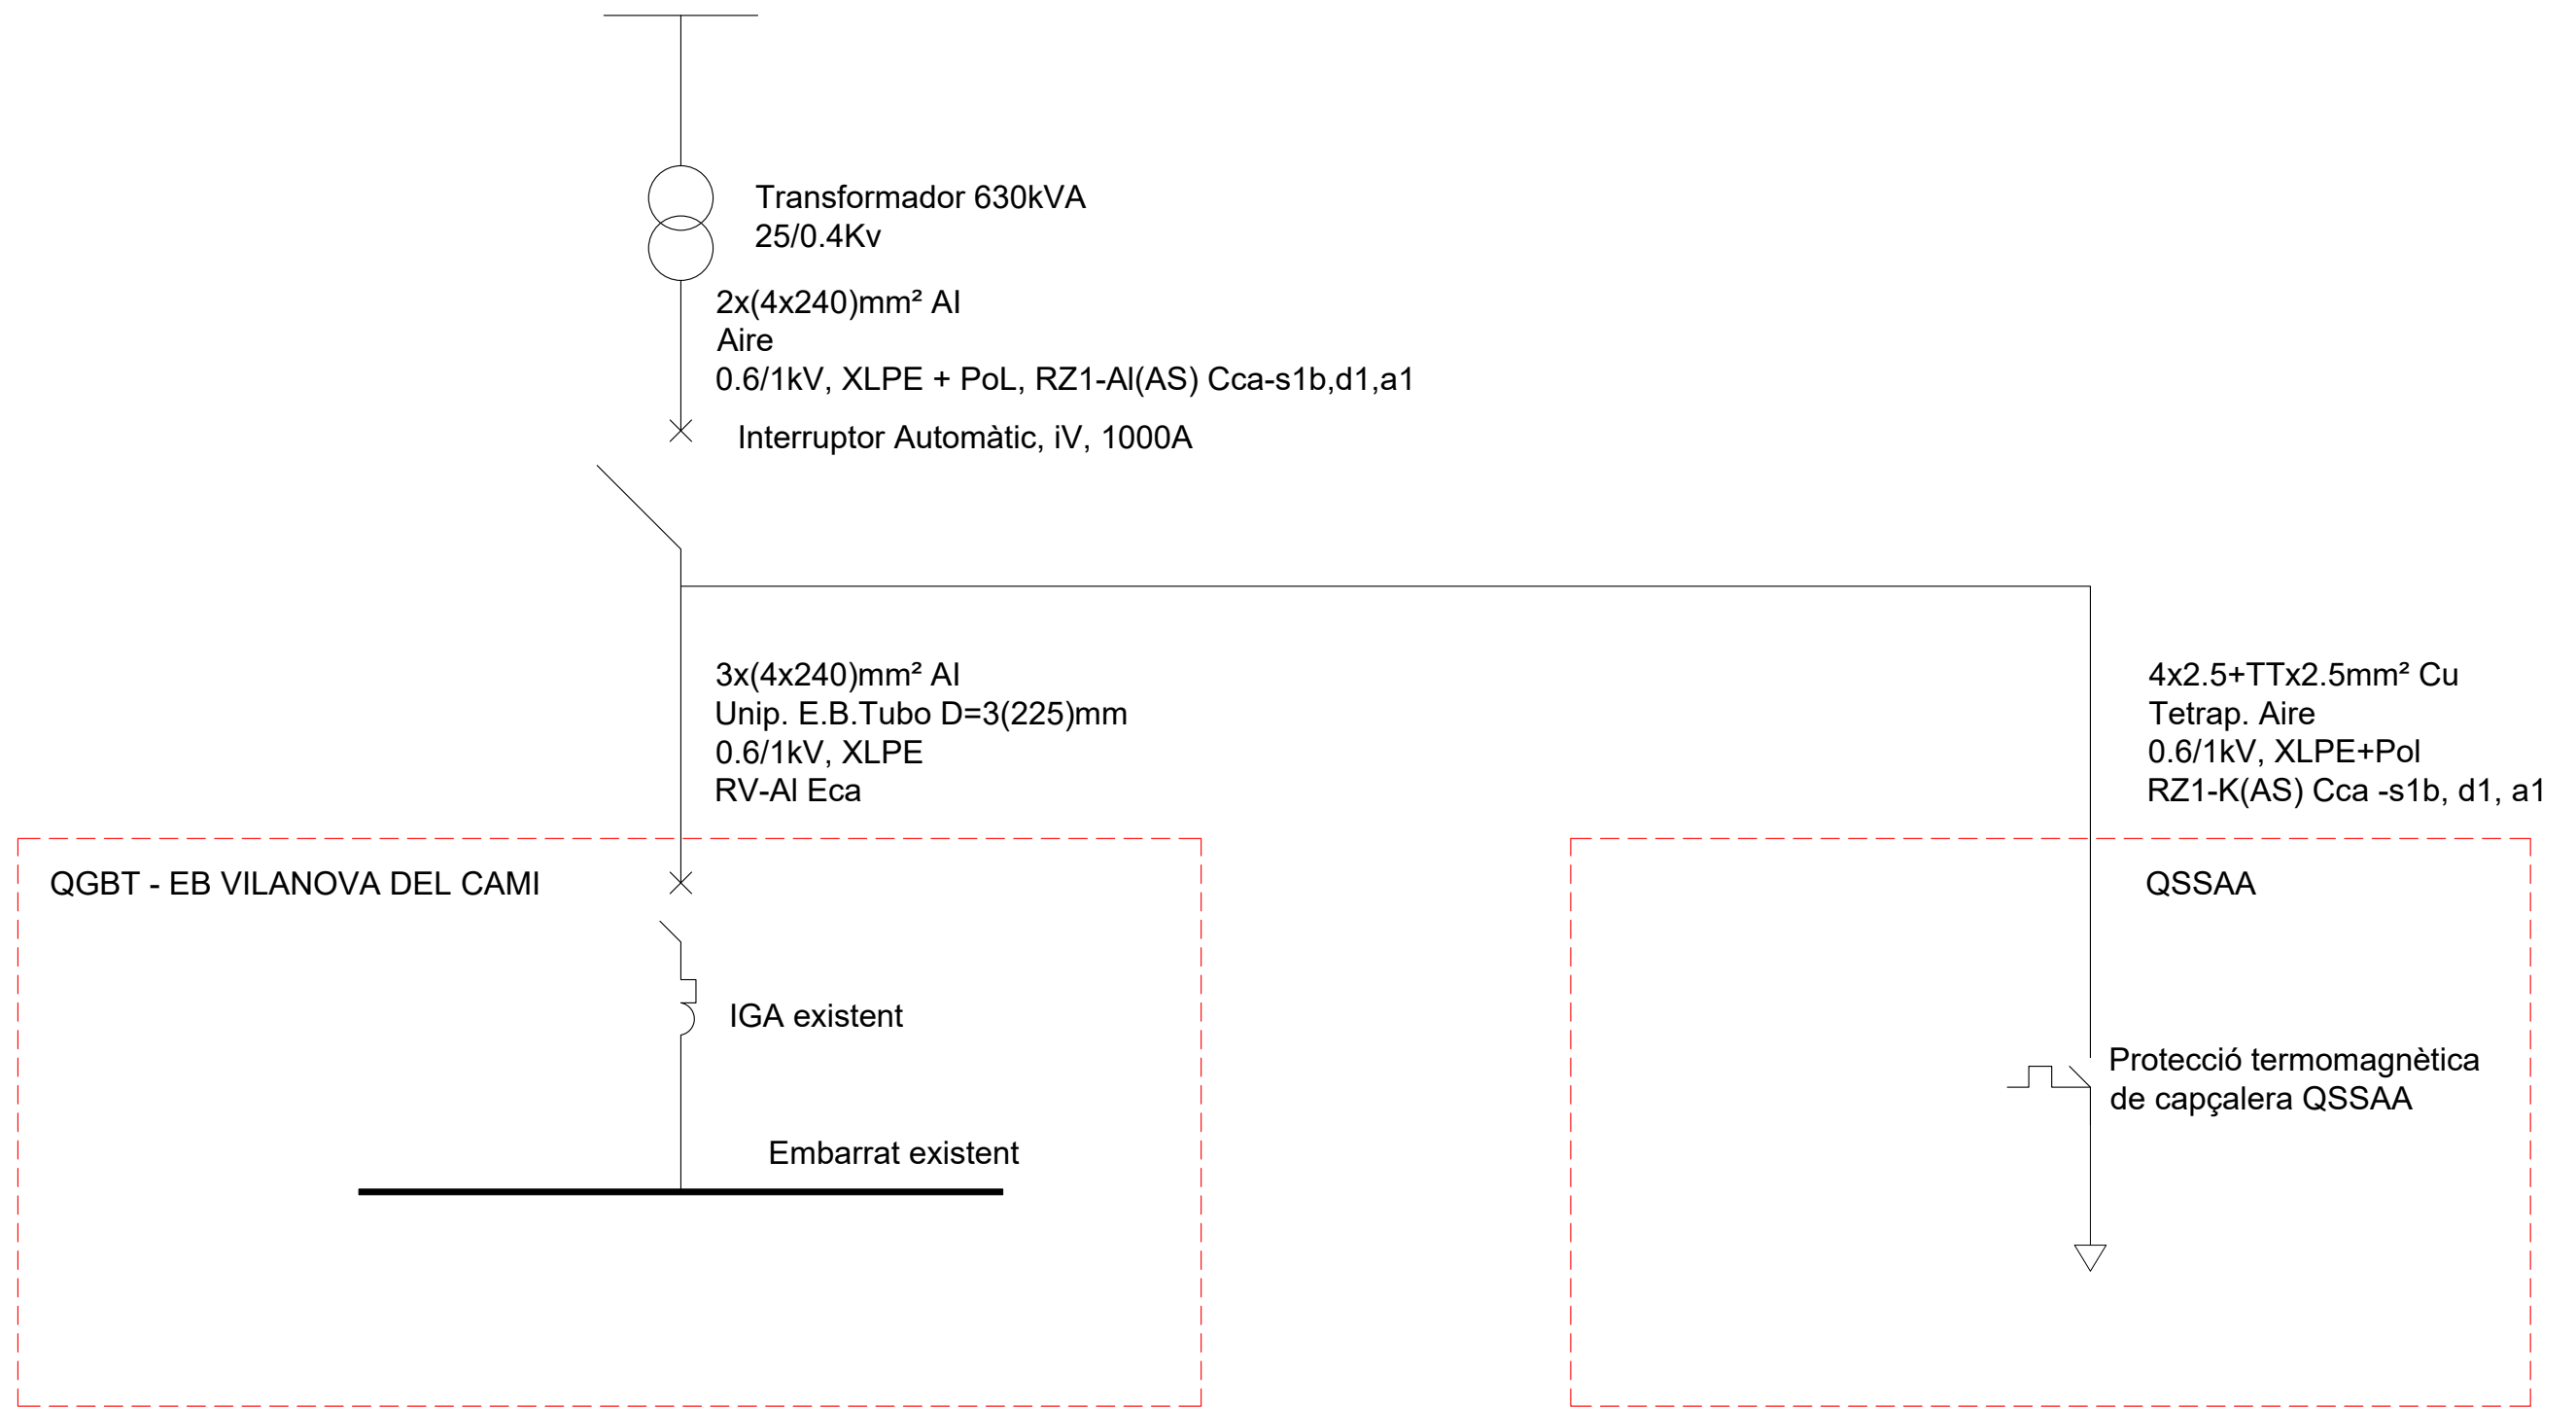 Transformador 630kVA
25/0.4Kv
2x(4x240)mm² Al
Aire
0.6/1kV, XLPE + PoL, RZ1-Al(AS) Cca-s1b,d1,a1
Interruptor Automàtic, iV, 1000A
3x(4x240)mm² Al
Unip. E.B.Tubo D=3(225)mm
0.6/1kV, XLPE
RV-Al Eca
4x2.5+TTx2.5mm² Cu
Tetrap. Aire
0.6/1kV, XLPE+Pol
RZ1-K(AS) Cca -s1b, d1, a1
QGBT - EB VILANOVA DEL CAMI
QSSAA
IGA existent
Protecció termomagnètica
de capçalera QSSAA
Embarrat existent